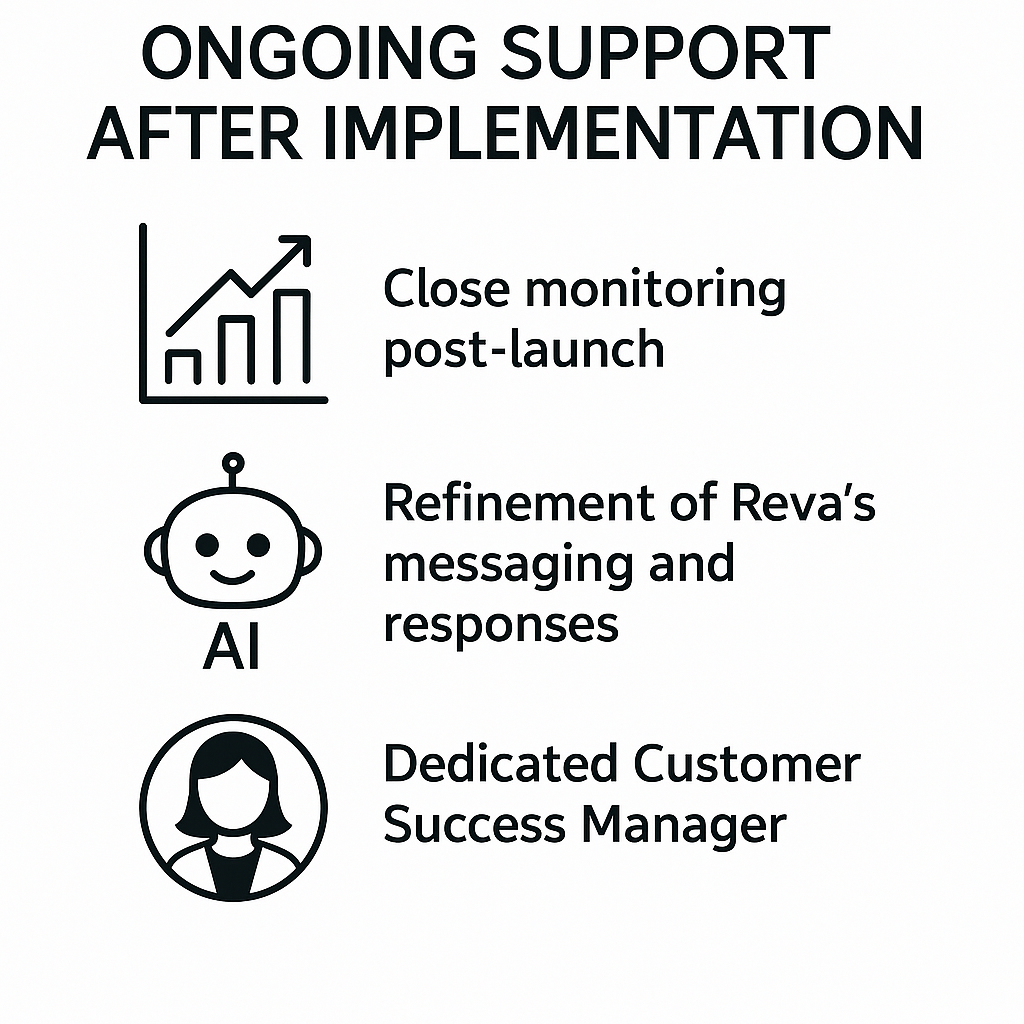 ONGOING SUPPORT
AFTER IMPLEMENTATION
Close monitoring
post-launch
Refinement of Reva’s
messaging and
responses
AI
Dedicated Customer
Success Manager